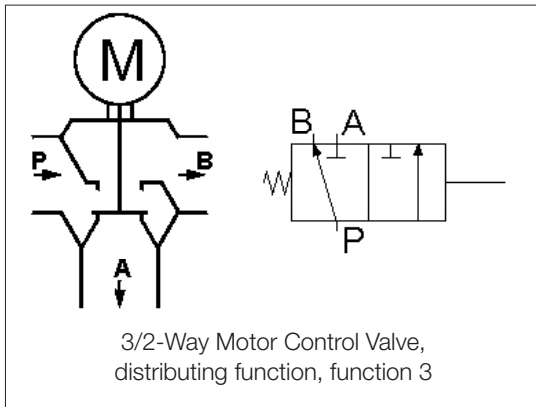 M
P
B
A
B A
P
3/2-Way Motor Control Valve,
distributing function, function 3